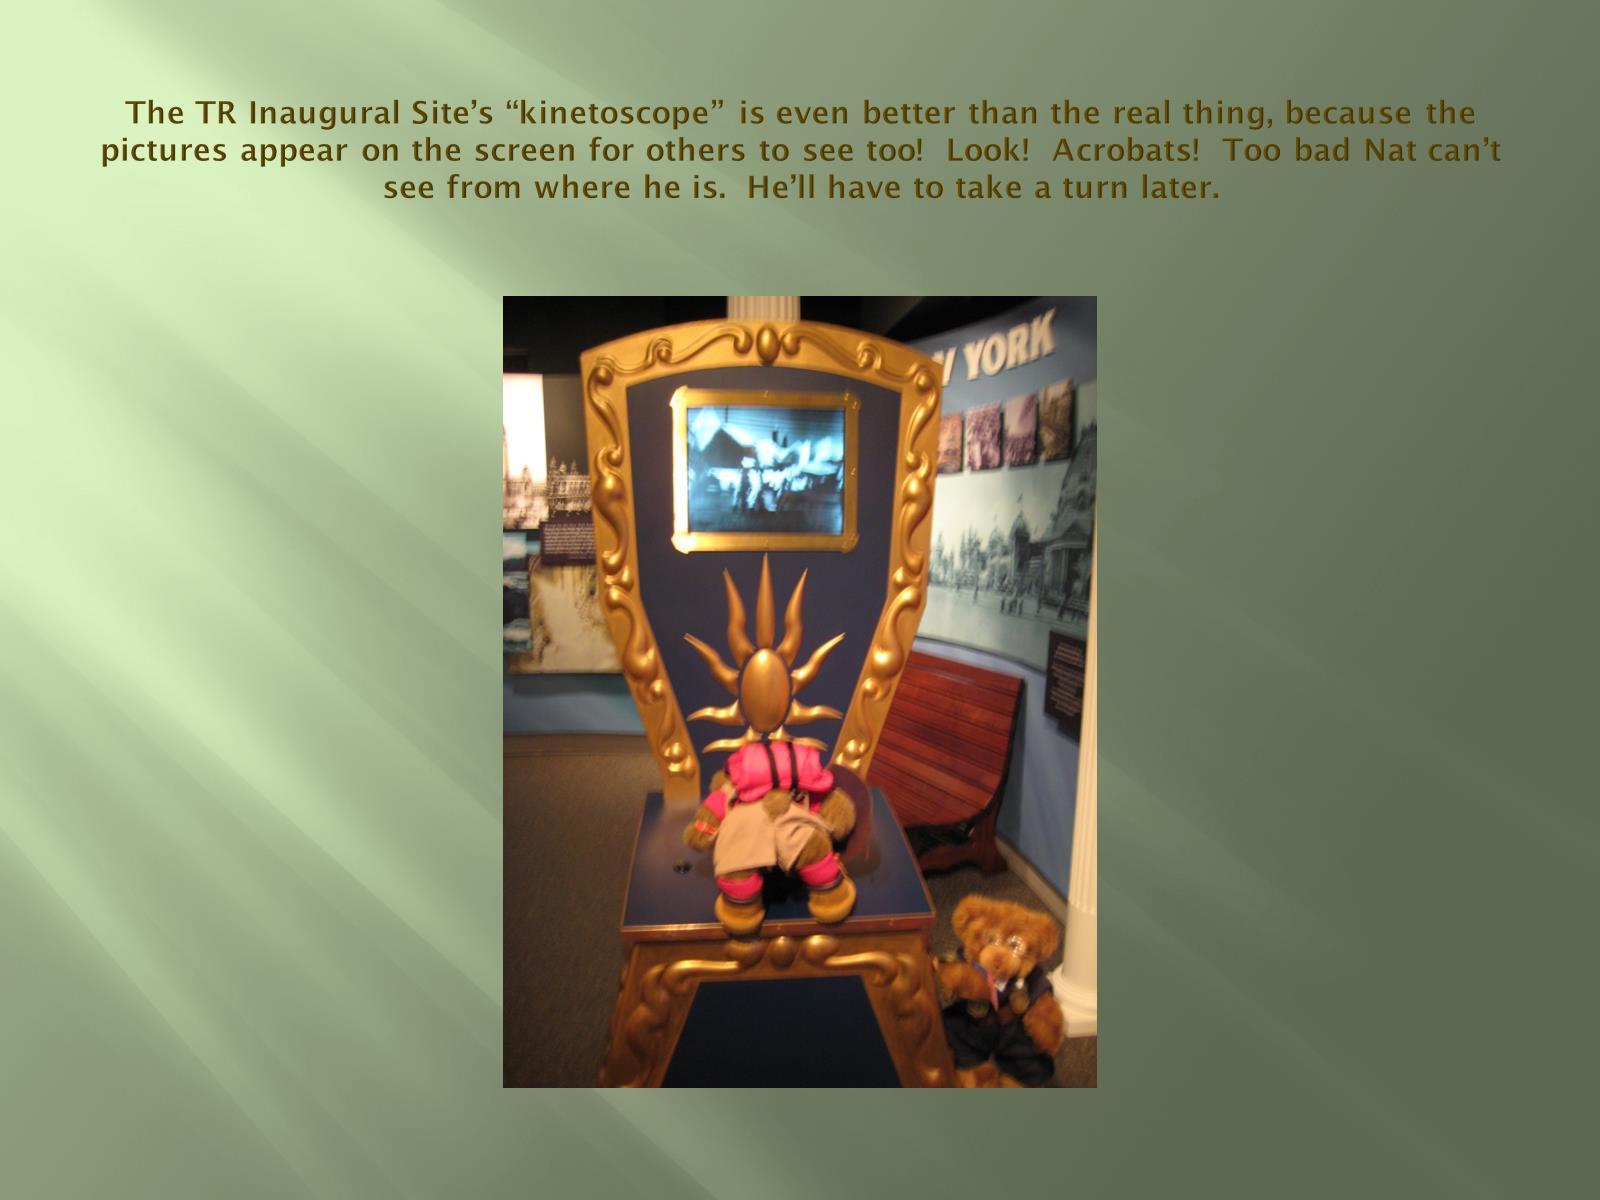 The TR Inaugural Site’s “kinetoscope” is even better than the real thing, because the
pictures appear on the screen for others to see too!  Look!  Acrobats!  Too bad Nat can’t
see from where he is.  He’ll have to take a turn later.
YORK